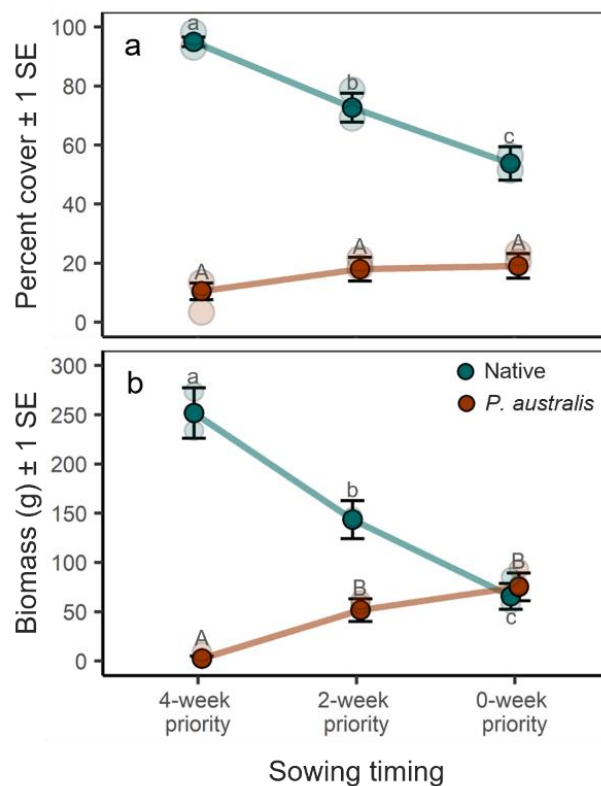 Percent cover ± 1 SE
100
80
60
40
20
0
a
a
b
c
A
A
A
Biomass (g) ± 1 SE
300
250
200
150
100
50
0
b
a
b
c
A
B
B
Native
P. australis
4-week
priority
2-week
priority
0-week
priority
Sowing timing